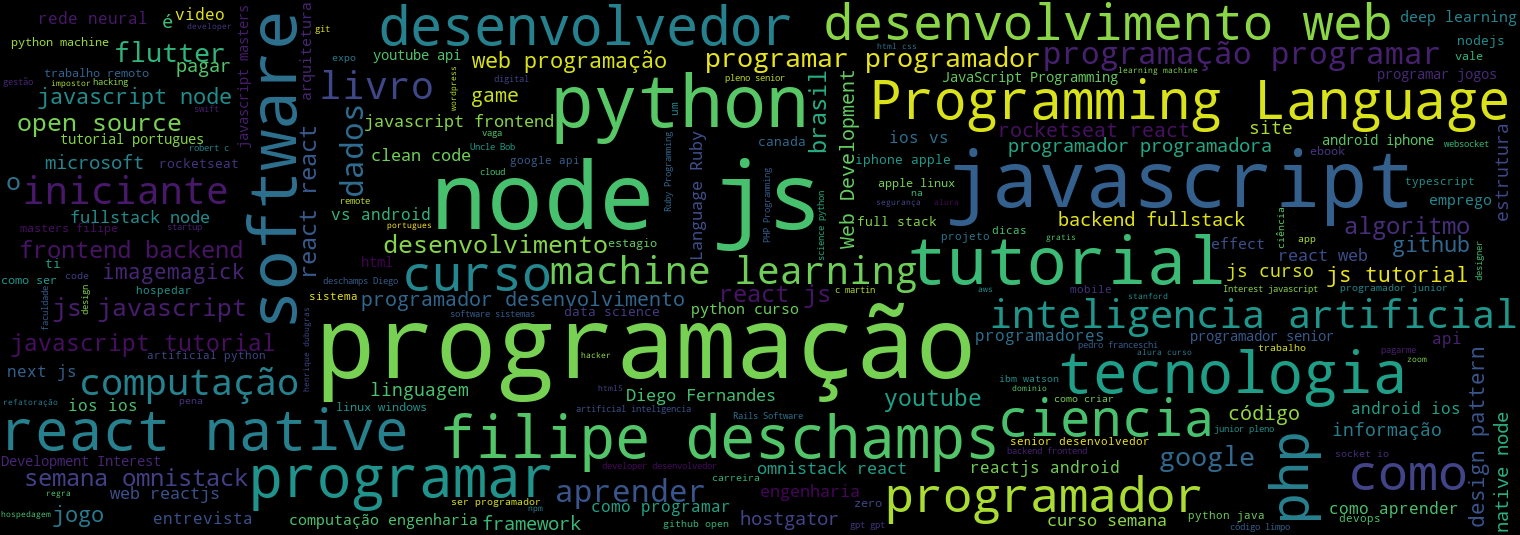 rede neural
é
video
developer
git
python machine
flutter
pagar
gestão
trabalho remoto
impostor
hacking
javascript node
swift
open source
tutorial portugues
microsoft
rocketseat
robert c
o
iniciante
fullstack node
masters filipe
startup
frontend backend
ti
code
imagemagick
como ser
hospedar
faculdade
design
js javascript
javascript tutorial
artificial python
next js
computação
refatoração
ios ios
pena
react native
Development Interest
semana omnistack
web reactjs
regra
hospedagem
jogo
entrevista
javascript masters
arquitetura
software
react react
henrique dubugras
desenvolvedor
expo
youtube api
web programação
livro
digital
wordpress
game
dados
javascript frontend
vaga
Uncle Bob
clean code
google api
cloud
remote
vs android
portugues
desenvolvimento
estagio
html
deschamps Diego
curso
sistema
programador desenvolvimento
software sistemas
data science
python
node js
um
Ruby Programming
Language Ruby
machine learning
react js
c martin
python curso
programação
hacker
linguagem
html5
Diego Fernandes
linux windows
artificial inteligencia
Rails Software
filipe deschamps
programar
developer desenvolvedor
omnistack react
carreira
engenharia
ser programador
npm
aprender
como programar
zero
computação engenharia
framework
github open
hostgator
gpt gpt
desenvolvimento web
deep learning
html css
nodejs
programar programador
programação programar
vale
pleno senior
learning machine
JavaScript Programming
programar jogos
brasil
Web Development
Programming Language
canada
PHP Programming
science python
ios vs
rocketseat react
site
android iphone
websocket
programador programadora
iphone apple
ebook
estrutura
apple linux
javascript
typescript
na
segurança
alura
emprego
full stack
backend fullstack
algoritmo
dicas
projeto
gratis
effect
ciência
app
github
designer
tutorial
react web
js curso
js tutorial
aws
mobile
Interest javascript
programador junior
stanford
inteligencia artificial
programadores
programador senior
api
pedro franceschi
trabalho
pagarme
zoom
alura curso
tecnologia
ibm watson
domínio
como criar
youtube
ciencia
código
android ios
junior pleno
informação
senior desenvolvedor
backend frontend
google
socket io
reactjs android
php
como
programador
design pattern
native node
curso semana
python java
como aprender
devops
código limpo